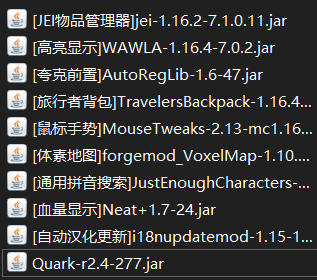 [JEI物品管理器]jei-1.16.2-7.1.0.11.jar
[高亮显示]WAWLA-1.16.4-7.0.2.jar
[夸克前置]AutoRegLib-1.6-47.jar
[旅行者背包]TravelersBackpack-1.16.4...
[鼠标手势]MouseTweaks-2.13-mc1.16...
[体素地图]forgemod_VoxelMap-1.10....
[通用拼音搜索]JustEnoughCharacters-...
[血量显示]Neat+1.7-24.jar
[自动汉化更新]i18nupdatemod-1.15-1...
Quark-r2.4-277.jar